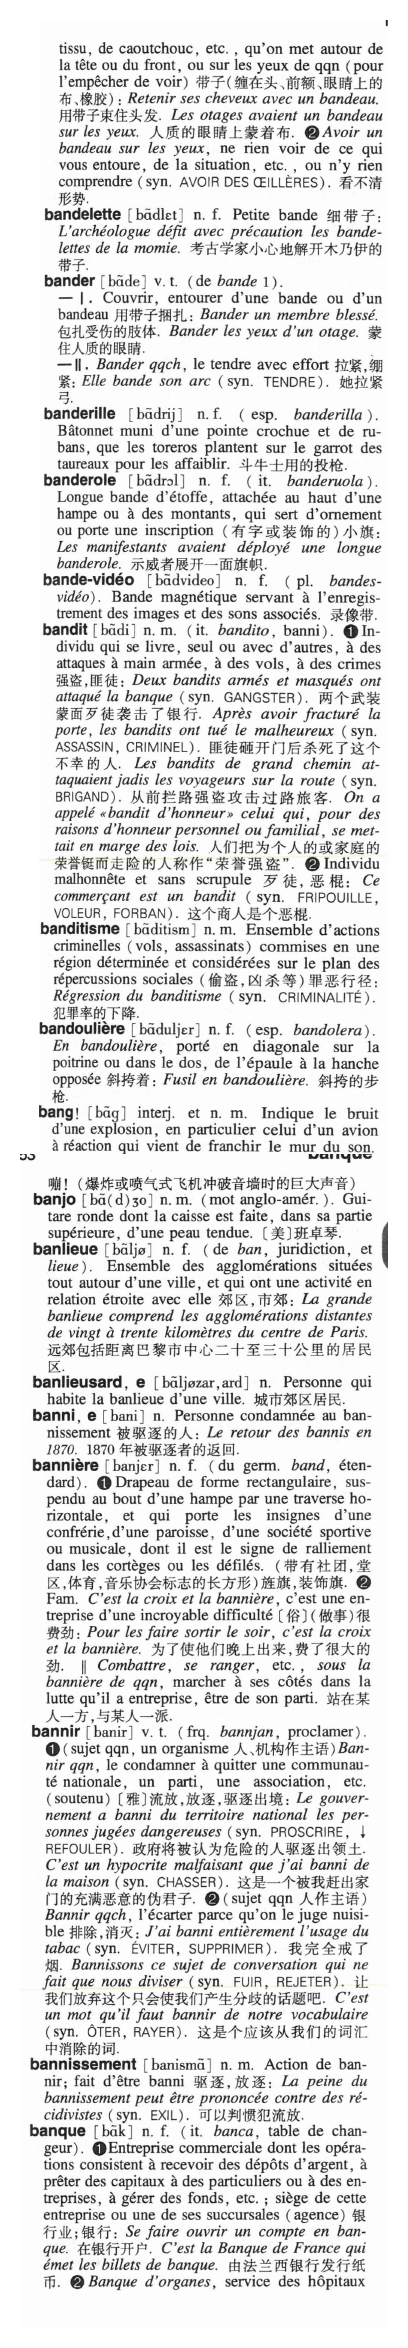 tissu, de caoutchouc, etc. , qu'on met autour de
la tête ou du front, ou sur les yeux de qqn (pour
l'empêcher de voir) 带子(缠在头、前额、眼睛上的
布、橡胶) : Retenir ses cheveux avec un bandeau.
用带子束住头发. Les otages avaient un bandeau
sur les yeux. 人质的眼睛上蒙着布. ❷ Avoir un
bandeau sur les yeux, ne rien voir de ce qui
vous entoure, de la situation, etc. , ou n'y rien
comprendre (syn. AVOIR DES ŒILLÈRES). 看不清
形势.
bandelette [bɑ̃dlɛt] n. f. Petite bande 细带子:
L'archéologue défit avec précaution les bande-
lettes de la momie. 考古学家小心地解开木乃伊的
带子.
bander [bɑ̃de] v. t. (de bande 1).
— Ⅰ. Couvrir, entourer d'une bande ou d'un
bandeau 用带子捆扎: Bander un membre blessé.
包扎受伤的肢体. Bander les yeux d'un otage. 蒙
住人质的眼睛.
—Ⅱ. Bander qqch, le tendre avec effort 拉紧,绷
紧: Elle bande son arc (syn. TENDRE). 她拉紧
弓.
banderille [bɑ̃drij] n. f. ( esp. banderilla ).
Bâtonnet muni d'une pointe crochue et de ru-
bans, que les toreros plantent sur le garrot des
taureaux pour les affaiblir. 斗牛士用的投枪.
banderole [bɑ̃drɔl] n. f. ( it. banderuola ).
Longue bande d'étoffe, attachée au haut d'une
hampe ou à des montants, qui sert d'ornement
ou porte une inscription (有字或装饰的)小旗:
Les manifestants avaient déployé une longue
banderole. 示威者展开一面旗帜.
bande-vidéo [bɑ̃dvideo] n. f. ( pl. bandes-
vidéo). Bande magnétique servant à l'enregis-
trement des images et des sons associés. 录像带.
bandit [bɑ̃di] n. m. (it. bandito, banni). ❶ In-
dividu qui se livre, seul ou avec d'autres, à des
attaques à main armée, à des vols, à des crimes
强盗,匪徒: Deux bandits armés et masqués ont
attaqué la banque (syn. GANGSTER). 两个武装
蒙面歹徒袭击了银行. Après avoir fracturé la
porte, les bandits ont tué le malheureux (syn.
ASSASSIN, CRIMINEL). 匪徒砸开门后杀死了这个
不幸的人. Les bandits de grand chemin at-
taquaient jadis les voyageurs sur la route (syn.
BRIGAND). 从前拦路强盗攻击过路旅客. On a
appelé «bandit d'honneur» celui qui, pour des
raisons d'honneur personnel ou familial, se met-
tait en marge des lois. 人们把为个人的或家庭的
荣誉铤而走险的人称作“荣誉强盗”. ❷ Individu
malhonnête et sans scrupule 歹徒,恶棍: Ce
commerçant est un bandit ( syn. FRIPOUILLE,
VOLEUR, FORBAN). 这个商人是个恶棍.
banditisme [bɑ̃ditism] n. m. Ensemble d'actions
criminelles (vols, assassinats) commises en une
région déterminée et considérées sur le plan des
répercussions sociales (偷盗,凶杀等)罪恶行径:
Régression du banditisme (syn. CRIMINALITÉ).
犯罪率的下降.
bandoulière [bɑ̃duljɛr] n. f. (esp. bandolera).
En bandoulière, porté en diagonale sur la
poitrine ou dans le dos, de l'épaule à la hanche
opposée 斜挎着: Fusil en bandoulière. 斜挎的步
枪.
bang! [bɑ̃g] interj. et n. m. Indique le bruit
d'une explosion, en particulier celui d'un avion
à réaction qui vient de franchir le mur du son.
banque
嘣! (爆炸或喷气式飞机冲破音墙时的巨大声音)
banjo [bɑ̃(d)ʒo] n. m. (mot anglo-amér. ). Gui-
tare ronde dont la caisse est faite, dans sa partie
supérieure, d'une peau tendue. 〔美〕班卓琴.
banlieue [bɑ̃ljø] n. f. (de ban, juridiction, et
lieue ). Ensemble des agglomérations situées
tout autour d'une ville, et qui ont une activité en
relation étroite avec elle 郊区,市郊: La grande
banlieue comprend les agglomérations distantes
de vingt à trente kilomètres du centre de Paris.
远郊包括距离巴黎市中心二十至三十公里的居民
区.
banlieusard, e [bɑ̃ljøzar,ard] n. Personne qui
habite la banlieue d'une ville. 城市郊区居民.
banni, e [bani] n. Personne condamnée au ban-
nissement 被驱逐的人: Le retour des bannis en
1870. 1870 年被驱逐者的返回.
bannière [banjɛr] n. f. (du germ. band, éten-
dard). ❶ Drapeau de forme rectangulaire, sus-
pendu au bout d'une hampe par une traverse ho-
rizontale, et qui porte les insignes d'une
confrérie,d'une paroisse, d'une société sportive
ou musicale, dont il est le signe de ralliement
dans les cortèges ou les défilés. (带有社团,堂
区,体育,音乐协会标志的长方形)旌旗,装饰旗. ❷
Fam. C'est la croix et la bannière, c'est une en-
treprise d'une incroyable difficulté〔俗〕(做事)很
费劲: Pour les faire sortir le soir, c'est la croix
et la bannière. 为了使他们晚上出来,费了很大的
劲. ‖ Combattre, se ranger, etc. , sous la
bannière de qqn, marcher à ses côtés dans la
lutte qu'il a entreprise, être de son parti. 站在某
人一方,与某人一派.
bannir [banir] v. t. (frq. bannjan, proclamer).
❶ (sujet qqn, un organisme 人、机构作主语) Ban-
nir qqn, le condamner à quitter une communau-
té nationale, un parti, une association, etc.
(soutenu) 〔雅〕流放,放逐,驱逐出境: Le gouver-
nement a banni du territoire national les per-
sonnes jugées dangereuses (syn. PROSCRIRE, ↓
REFOULER). 政府将被认为危险的人驱逐出领土.
C'est un hypocrite malfaisant que j'ai banni de
la maison (syn. CHASSER). 这是一个被我赶出家
门的充满恶意的伪君子. ❷ (sujet qqn 人作主语)
Bannir qqch, l'écarter parce qu'on le juge nuisi-
ble 排除,消灭: J'ai banni entièrement l'usage du
tabac (syn. ÉVITER, SUPPRIMER). 我完全戒了
烟. Bannissons ce sujet de conversation qui ne
fait que nous diviser (syn. FUIR, REJETER). 让
我们放弃这个只会使我们产生分歧的话题吧. C'est
un mot qu'il faut bannir de notre vocabulaire
(syn. ÔTER, RAYER). 这是个应该从我们的词汇
中消除的词.
bannissement [banismɑ̃] n. m. Action de ban-
nir; fait d'être banni 驱逐,放逐: La peine du
bannissement peut être prononcée contre des ré-
cidivistes (syn. EXIL). 可以判惯犯流放.
banque [bɑ̃k] n. f. (it. banca, table de chan-
geur). ❶ Entreprise commerciale dont les opéra-
tions consistent à recevoir des dépôts d'argent, à
prêter des capitaux à des particuliers ou à des en-
treprises, à gérer des fonds, etc. ; siège de cette
entreprise ou une de ses succursales (agence) 银
行业;银行: Se faire ouvrir un compte en ban-
que. 在银行开户. C'est la Banque de France qui
émet les billets de banque. 由法兰西银行发行纸
币. ❷ Banque d'organes, service des hôpitaux